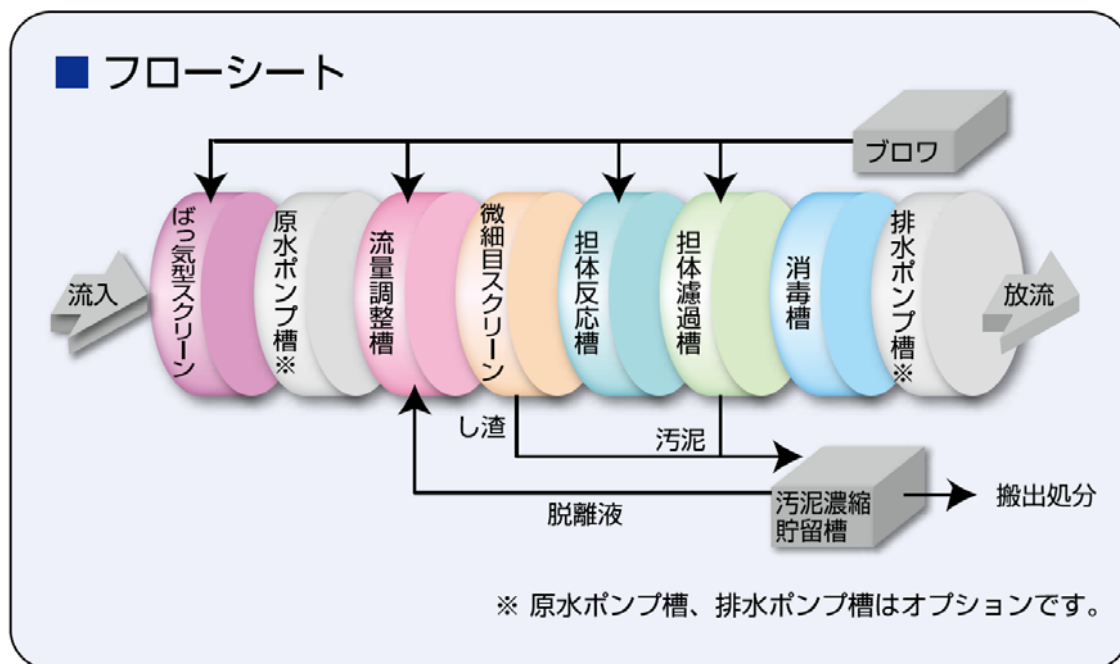 ■ フローシート
ブロワ
流入
ばっ気型スクリーン
原水ポンプ槽※
流量調整槽
微細目スクリーン
担体反応槽
担体濾過槽
消毒槽
排水ポンプ槽※
放流
し渣
汚泥
脱離液
汚泥濃縮
貯留槽
搬出処分
※ 原水ポンプ槽、排水ポンプ槽はオプションです。